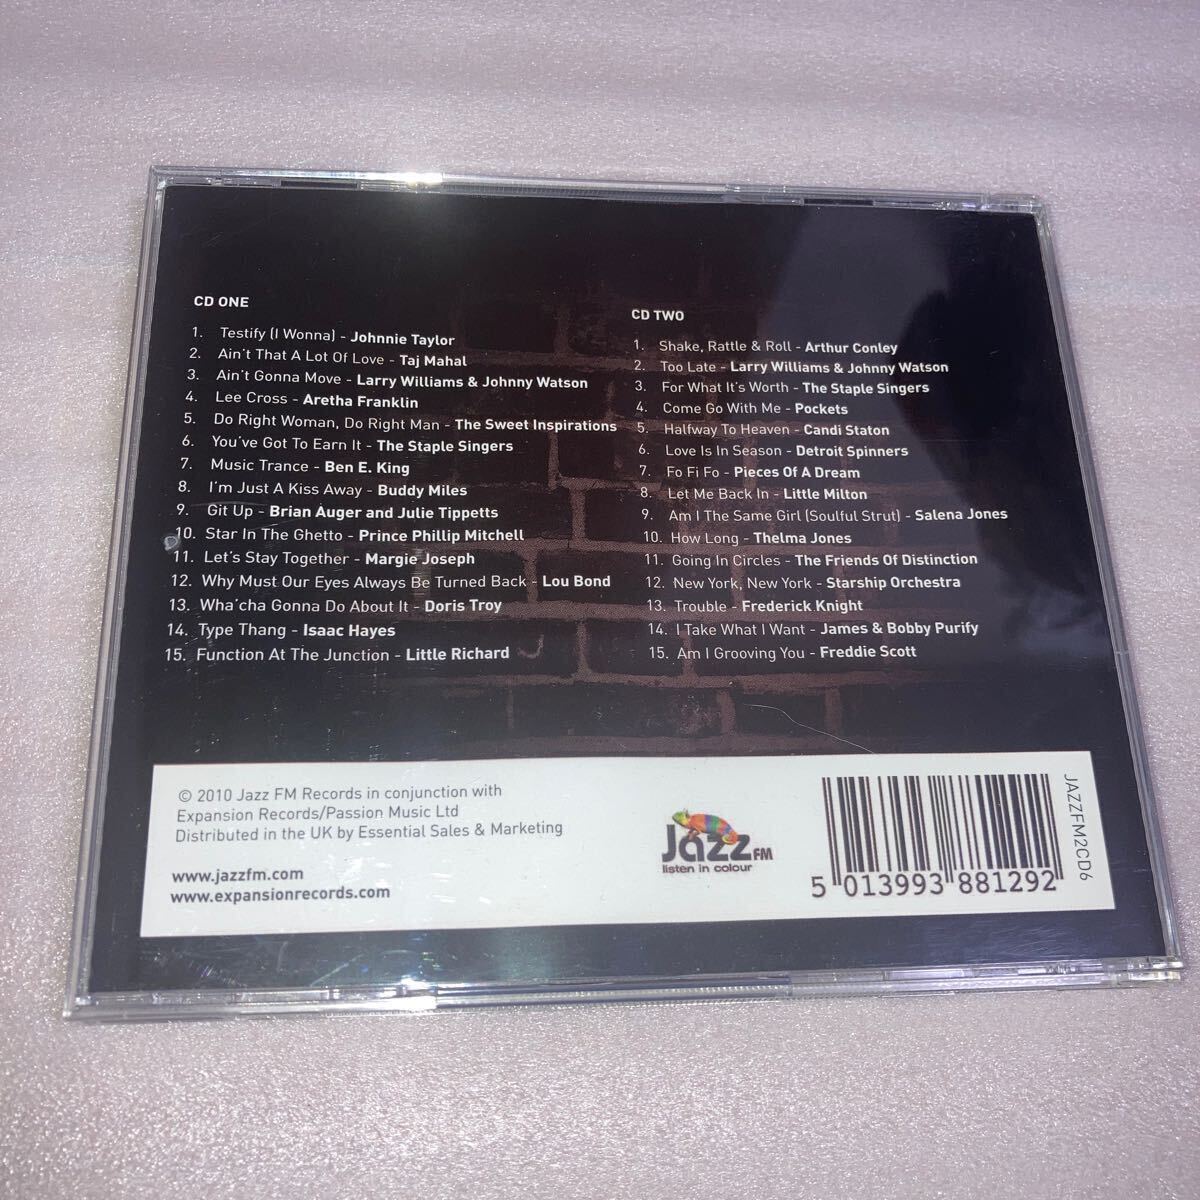 CD ONE
1. Testify (I Wonna) - Johnnie Taylor
2. Ain't That A Lot Of Love - Taj Mahal
3. Ain't Gonna Move - Larry Williams & Johnny Watson
4. Lee Cross - Aretha Franklin
5. Do Right Woman, Do Right Man - The Sweet Inspirations
6. You've Got To Earn It - The Staple Singers
7. Music Trance - Ben E. King
8. I'm Just A Kiss Away - Buddy Miles
9. Git Up - Brian Auger and Julie Tippetts
10. Star In The Ghetto - Prince Phillip Mitchell
11. Let's Stay Together - Margie Joseph
12. Why Must Our Eyes Always Be Turned Back - Lou Bond
13. Wha'cha Gonna Do About It - Doris Troy
14. Type Thang - Isaac Hayes
15. Function At The Junction - Little Richard
CD TWO
1. Shake, Rattle & Roll - Arthur Conley
2. Too Late - Larry Williams & Johnny Watson
3. For What It's Worth - The Staple Singers
4. Come Go With Me - Pockets
5. Halfway To Heaven - Candi Staton
6. Love Is In Season - Detroit Spinners
7. Fo Fi Fo - Pieces Of A Dream
8. Let Me Back In - Little Milton
9. Am I The Same Girl (Soulful Strut) - Salena Jones
10. How Long - Thelma Jones
11. Going In Circles - The Friends Of Distinction
12. New York, New York - Starship Orchestra
13. Trouble - Frederick Knight
14. I Take What I Want - James & Bobby Purify
15. Am I Grooving You - Freddie Scott
© 2010 Jazz FM Records in conjunction with
Expansion Records/Passion Music Ltd
Distributed in the UK by Essential Sales & Marketing
www.jazzfm.com
www.expansionrecords.com
Jazz FM
listen in colour
5 013993 881292
JAZZFM2CD6